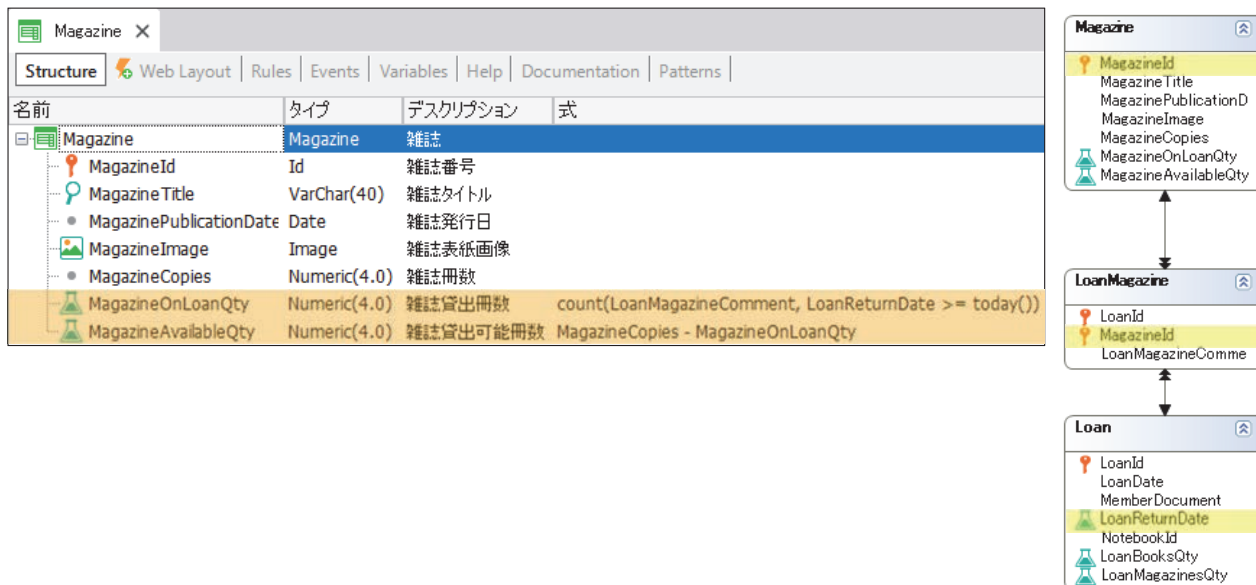 Magazine
Structure Web Layout Rules Events Variables Help Documentation Patterns
名前 タイプ デスクリプション 式
Magazine Magazine 雑誌
MagazineId Id 雑誌番号
MagazineTitle VarChar(40) 雑誌タイトル
MagazinePublicationDate Date 雑誌発行日
MagazineImage Image 雑誌表紙画像
MagazineCopies Numeric(4.0) 雑誌冊数
MagazineOnLoanQty Numeric(4.0) 雑誌貸出冊数 count(LoanMagazineComment, LoanReturnDate >= today())
MagazineAvailableQty Numeric(4.0) 雑誌貸出可能冊数 MagazineCopies - MagazineOnLoanQty
Magazine
MagazineId
MagazineTitle
MagazinePublicationD
MagazineImage
MagazineCopies
MagazineOnLoanQty
MagazineAvailableQty
LoanMagazine
LoanId
MagazineId
LoanMagazineComme
Loan
LoanId
LoanDate
MemberDocument
LoanReturnDate
NotebookId
LoanBooksQty
LoanMagazinesQty